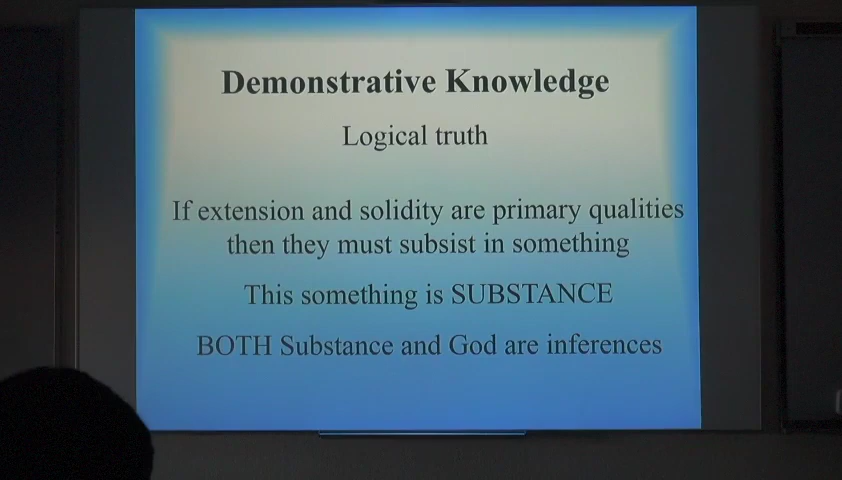 Demonstrative Knowledge
Logical truth
If extension and solidity are primary qualities
then they must subsist in something
This something is SUBSTANCE
BOTH Substance and God are inferences